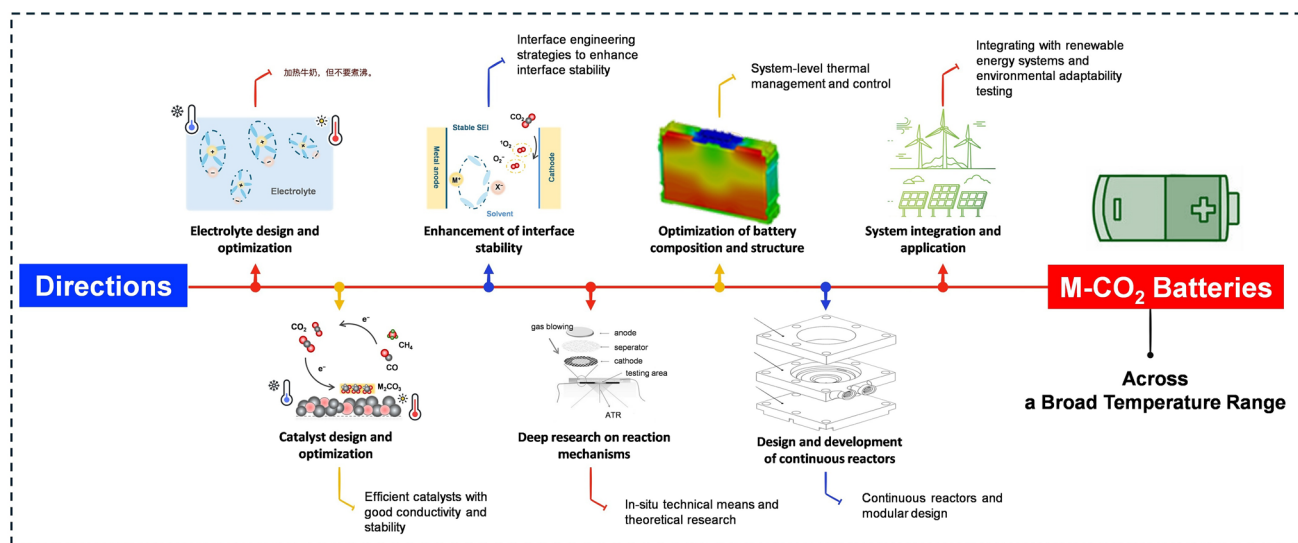 加热牛奶，但不要煮沸。
Electrolyte
Electrolyte design and
optimization
Interface engineering
strategies to enhance
interface stability
Stable SEI
CO₂
¹O₂
O₂⁻
Metal anode
M⁺
X⁻
Cathode
Solvent
Enhancement of interface
stability
System-level thermal
management and control
Optimization of battery
composition and structure
Integrating with renewable
energy systems and
environmental adaptability
testing
System integration and
application
Directions
M-CO₂ Batteries
Across
a Broad Temperature Range
CO₂
e⁻
CH₄
CO
e⁻
M₂CO₃
Catalyst design and
optimization
Efficient catalysts with
good conductivity and
stability
gas blowing
anode
seperator
cathode
testing area
ATR
Deep research on reaction
mechanisms
In-situ technical means and
theoretical research
Design and development
of continuous reactors
Continuous reactors and
modular design